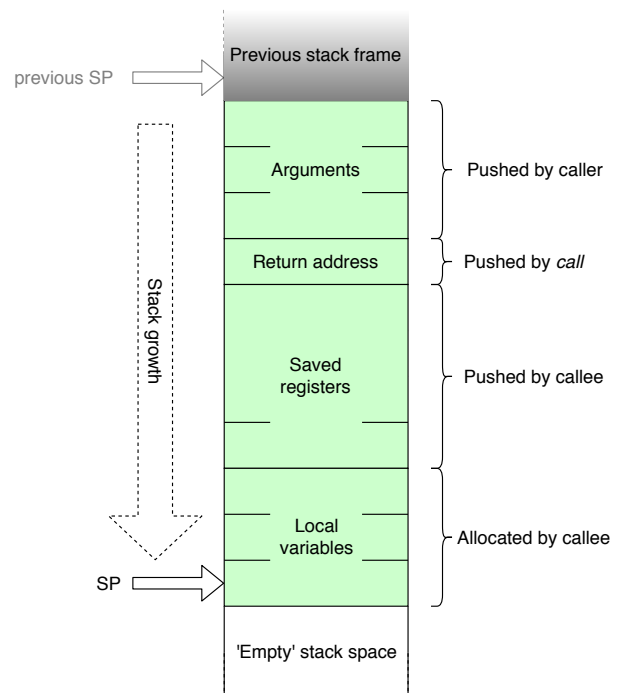 Previous stack frame
previous SP
Arguments
Pushed by caller
Return address
Pushed by call
Stack growth
Saved
registers
Pushed by callee
Local
variables
Allocated by callee
SP
'Empty' stack space